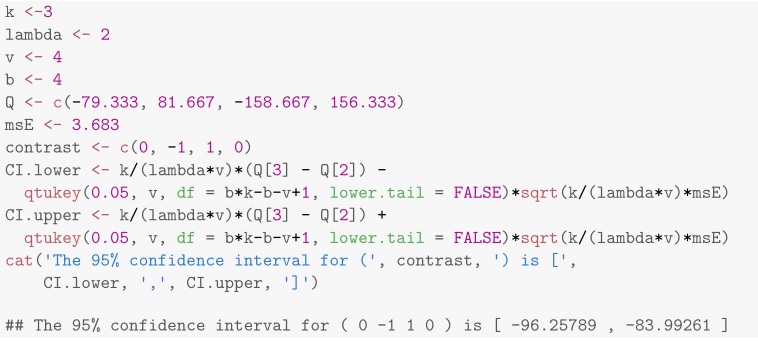 k <-3
lambda <- 2
v <- 4
b <- 4
Q <- c(-79.333, 81.667, -158.667, 156.333)
msE <- 3.683
contrast <- c(0, -1, 1, 0)
CI.lower <- k/(lambda*v)*(Q[3] - Q[2]) -
  qtukey(0.05, v, df = b*k-b-v+1, lower.tail = FALSE)*sqrt(k/(lambda*v)*msE)
CI.upper <- k/(lambda*v)*(Q[3] - Q[2]) +
  qtukey(0.05, v, df = b*k-b-v+1, lower.tail = FALSE)*sqrt(k/(lambda*v)*msE)
cat('The 95% confidence interval for (', contrast, ') is [',
    CI.lower, ',', CI.upper, ']')
## The 95% confidence interval for ( 0 -1 1 0 ) is [ -96.25789 , -83.99261 ]